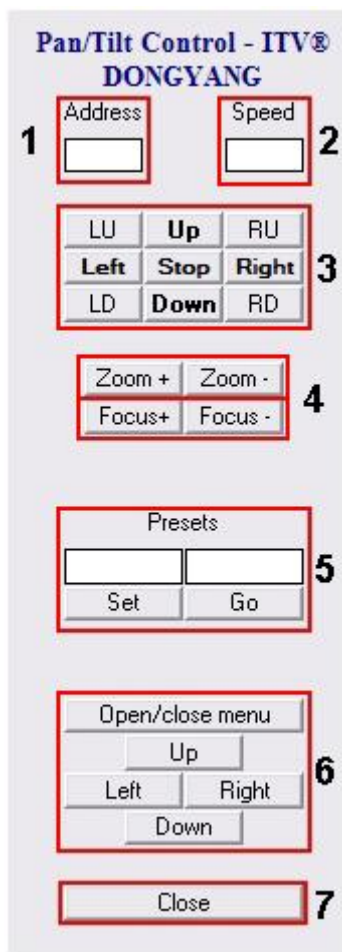 Pan/Tilt Control - ITV®
DONGYANG
1 Address Speed 2
LU Up RU
Left Stop Right 3
LD Down RD
Zoom + Zoom -
4
Focus+ Focus -
Presets
5
Set Go
Open/close menu
Up
6
Left Right
Down
Close 7